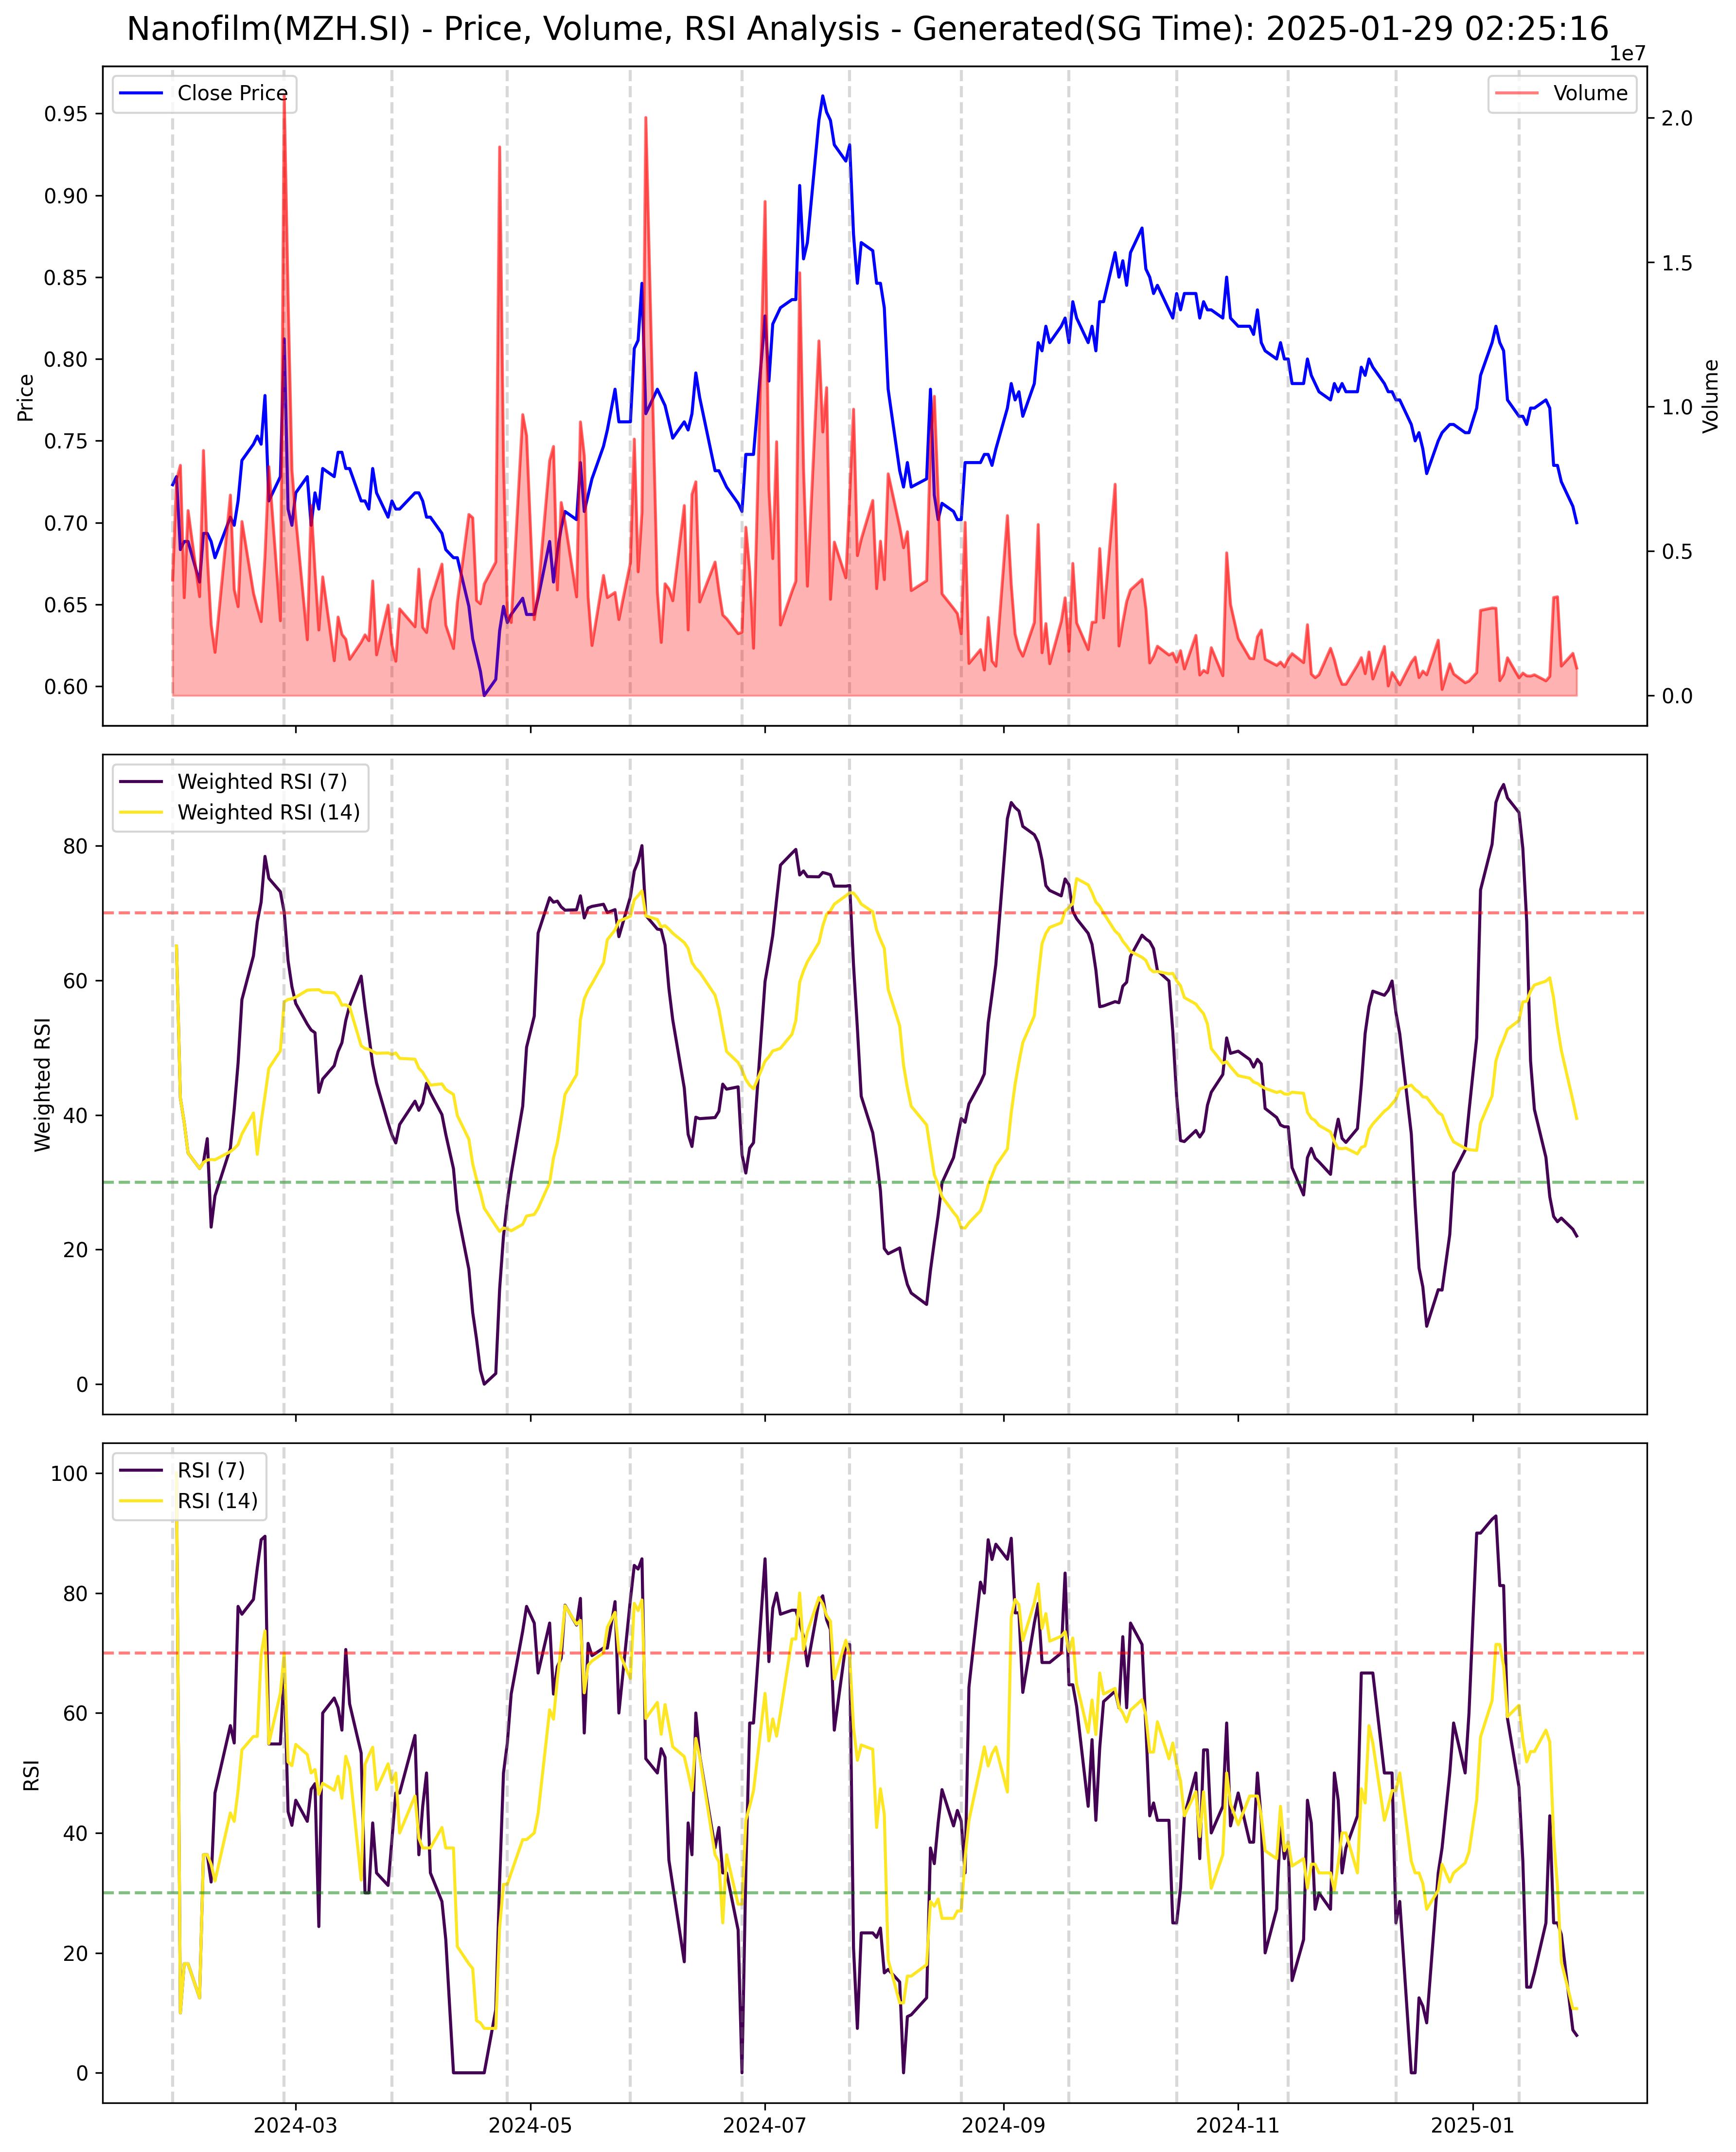 Nanofilm(MZH.SI) - Price, Volume, RSI Analysis - Generated(SG Time): 2025-01-29 02:25:16
1e7
Close Price
Volume
0.95
0.90
0.85
0.80
0.75
0.70
0.65
0.60
Price
2.0
1.5
1.0
0.5
0.0
Volume
Weighted RSI (7)
Weighted RSI (14)
80
60
40
20
0
Weighted RSI
RSI (7)
RSI (14)
100
80
60
40
20
0
RSI
2024-03
2024-05
2024-07
2024-09
2024-11
2025-01